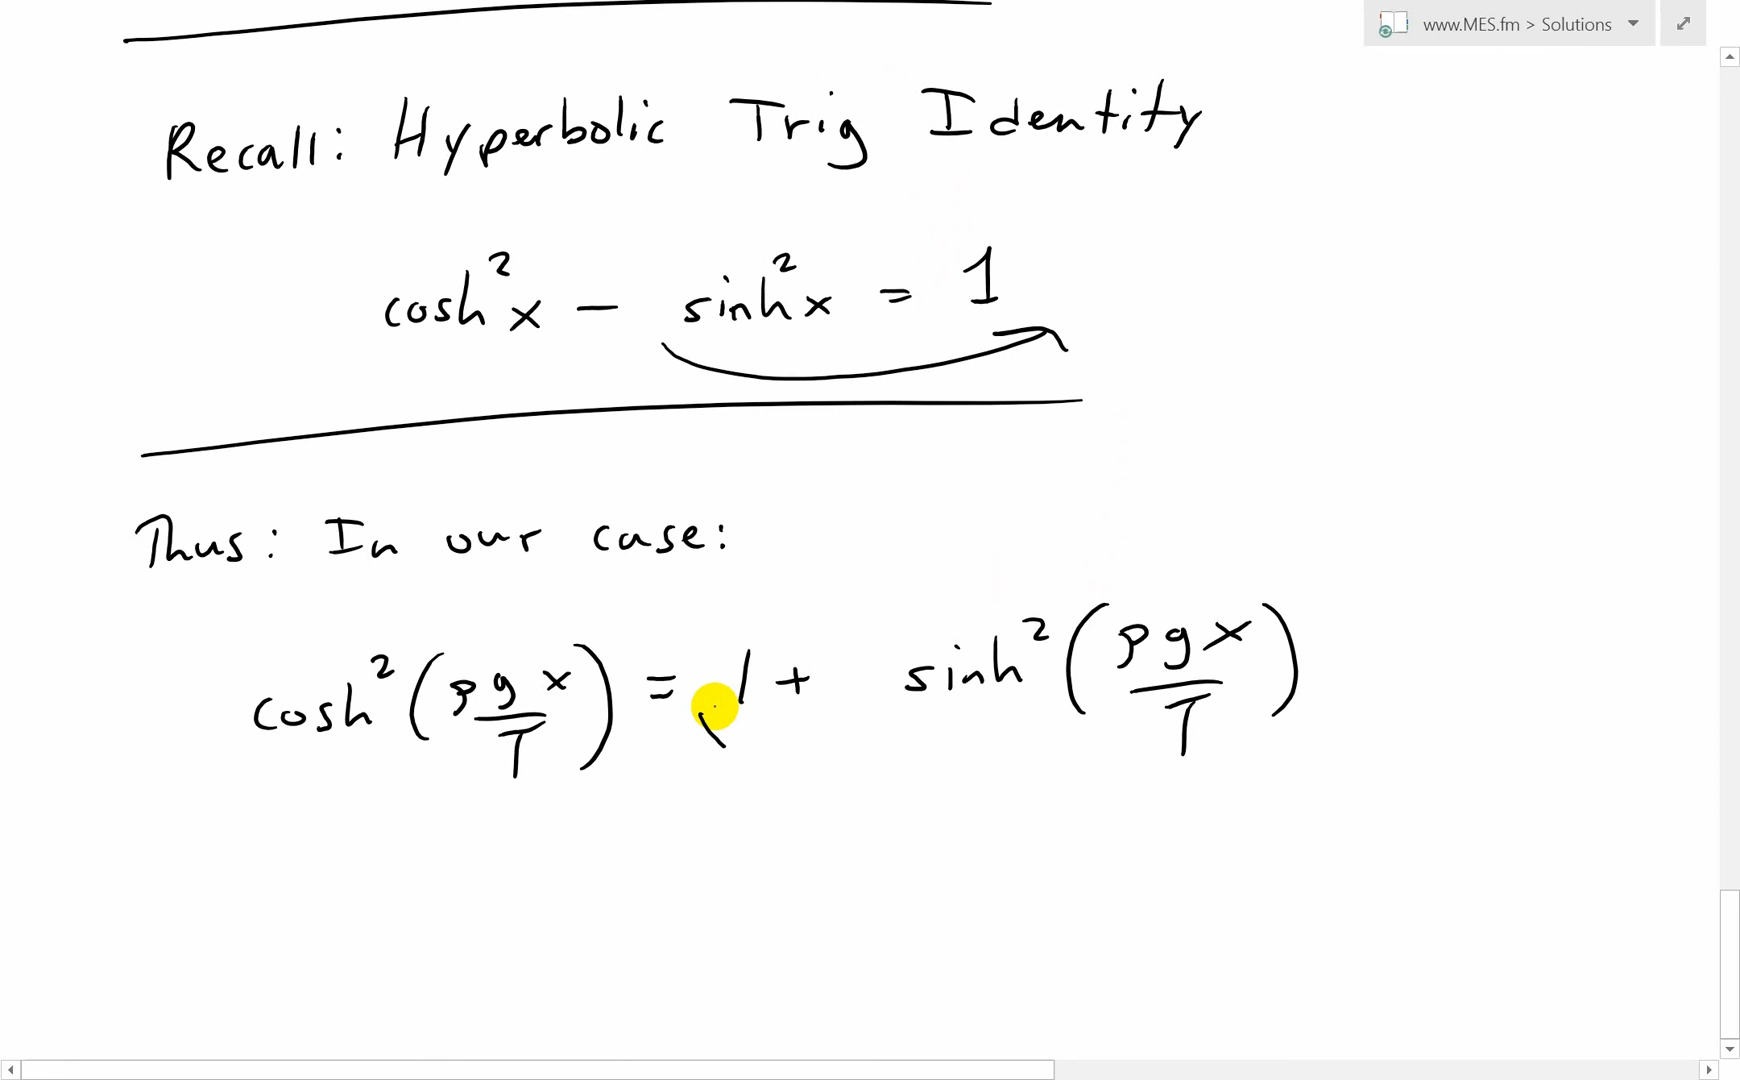 www.MES.fm > Solutions
Recall: Hyperbolic Trig Identity
cosh²x − sinh²x = 1
Thus: In our case:
cosh²(ρgx/T) = 1 + sinh²(ρgx/T)